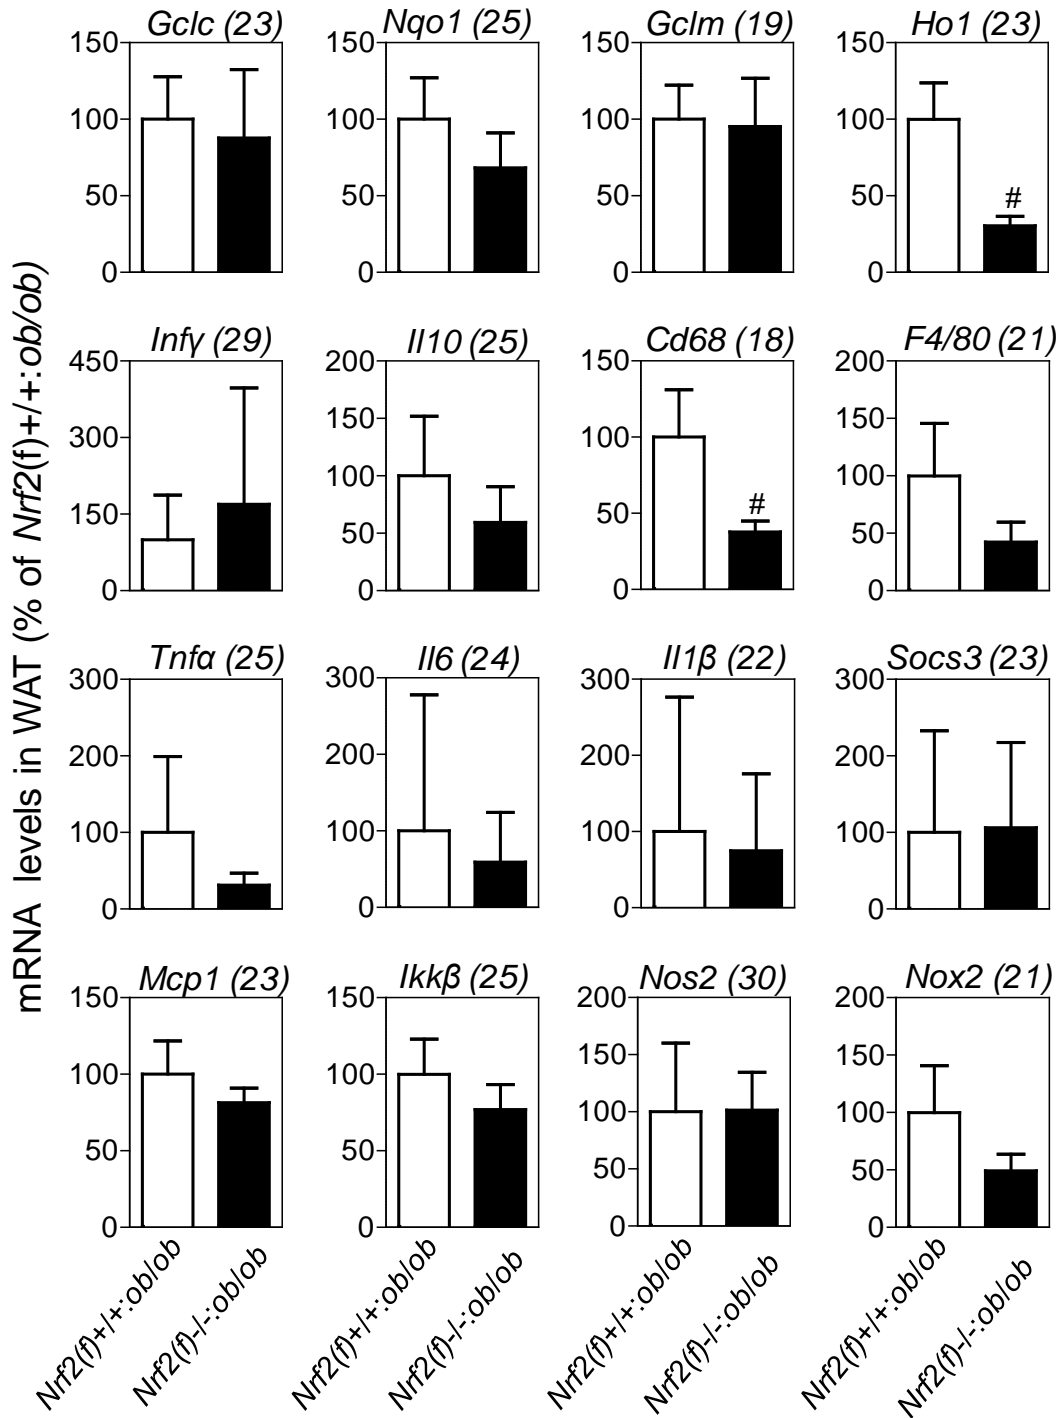 mRNA levels in WAT (% of Nrf2(f)+/+:ob/ob)
Gclc (23)
150
100
50
0
Nqo1 (25)
150
100
50
0
Gclm (19)
150
100
50
0
Ho1 (23)
150
100
50
0
#
Infγ (29)
450
300
150
0
Il10 (25)
200
150
100
50
0
Cd68 (18)
150
100
50
0
#
F4/80 (21)
200
150
100
50
0
Tnfα (25)
300
200
100
0
Il6 (24)
300
200
100
0
Il1β (22)
300
200
100
0
Socs3 (23)
300
200
100
0
Mcp1 (23)
150
100
50
0
Ikkβ (25)
150
100
50
0
Nos2 (30)
200
150
100
50
0
Nox2 (21)
200
150
100
50
0
Nrf2(f)+/+:ob/ob
Nrf2(f)-/-:ob/ob
Nrf2(f)+/+:ob/ob
Nrf2(f)-/-:ob/ob
Nrf2(f)+/+:ob/ob
Nrf2(f)-/-:ob/ob
Nrf2(f)+/+:ob/ob
Nrf2(f)-/-:ob/ob